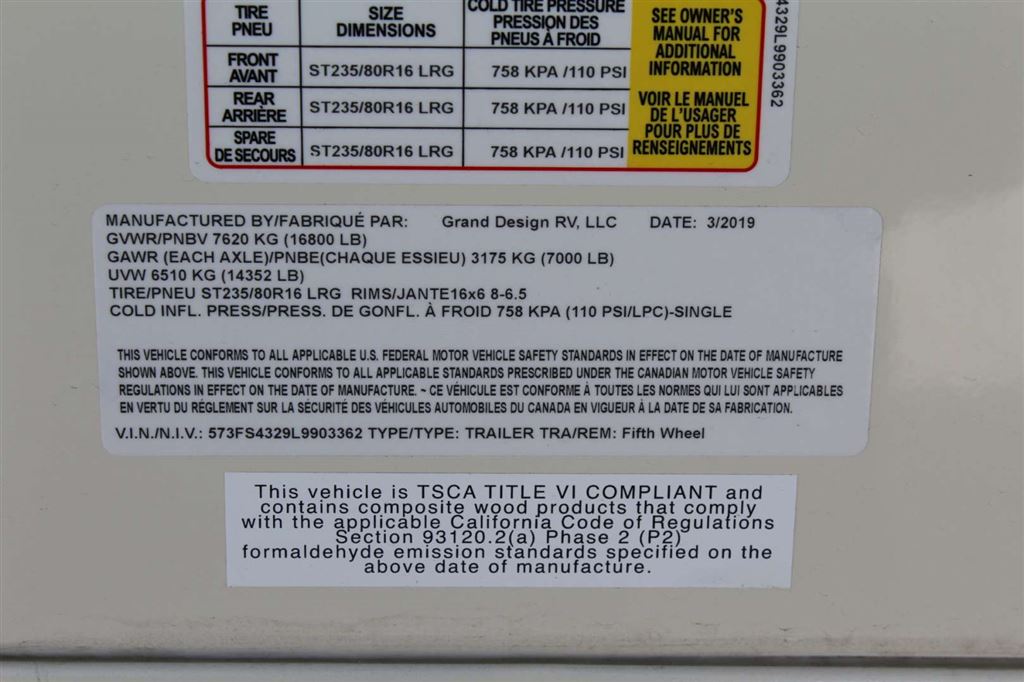 TIRE PNEU SIZE DIMENSIONS COLD TIRE PRESSURE PRESSION DES PNEUS À FROID
FRONT AVANT ST235/80R16 LRG 758 KPA /110 PSI
REAR ARRIÈRE ST235/80R16 LRG 758 KPA /110 PSI
SPARE DE SECOURS ST235/80R16 LRG 758 KPA /110 PSI
SEE OWNER'S
MANUAL FOR
ADDITIONAL
INFORMATION
VOIR LE MANUEL
DE L'USAGER
POUR PLUS DE
RENSEIGNEMENTS
4329L9903362
MANUFACTURED BY/FABRIQUÉ PAR: Grand Design RV, LLC DATE: 3/2019
GVWR/PNBV 7620 KG (16800 LB)
GAWR (EACH AXLE)/PNBE(CHAQUE ESSIEU) 3175 KG (7000 LB)
UVW 6510 KG (14352 LB)
TIRE/PNEU ST235/80R16 LRG RIMS/JANTE16x6 8-6.5
COLD INFL. PRESS/PRESS. DE GONFL. À FROID 758 KPA (110 PSI/LPC)-SINGLE
THIS VEHICLE CONFORMS TO ALL APPLICABLE U.S. FEDERAL MOTOR VEHICLE SAFETY STANDARDS IN EFFECT ON THE DATE OF MANUFACTURE
SHOWN ABOVE. THIS VEHICLE CONFORMS TO ALL APPLICABLE STANDARDS PRESCRIBED UNDER THE CANADIAN MOTOR VEHICLE SAFETY
REGULATIONS IN EFFECT ON THE DATE OF MANUFACTURE. ~ CE VÉHICULE EST CONFORME À TOUTES LES NORMES QUI LUI SONT APPLICABLES
EN VERTU DU RÉGLEMENT SUR LA SÉCURITÉ DES VÉHICULES AUTOMOBILES DU CANADA EN VIGUEUR À LA DATE DE SA FABRICATION.
V.I.N./N.I.V.: 573FS4329L9903362 TYPE/TYPE: TRAILER TRA/REM: Fifth Wheel
This vehicle is TSCA TITLE VI COMPLIANT and
contains composite wood products that comply
with the applicable California Code of Regulations
Section 93120.2(a) Phase 2 (P2)
formaldehyde emission standards specified on the
above date of manufacture.